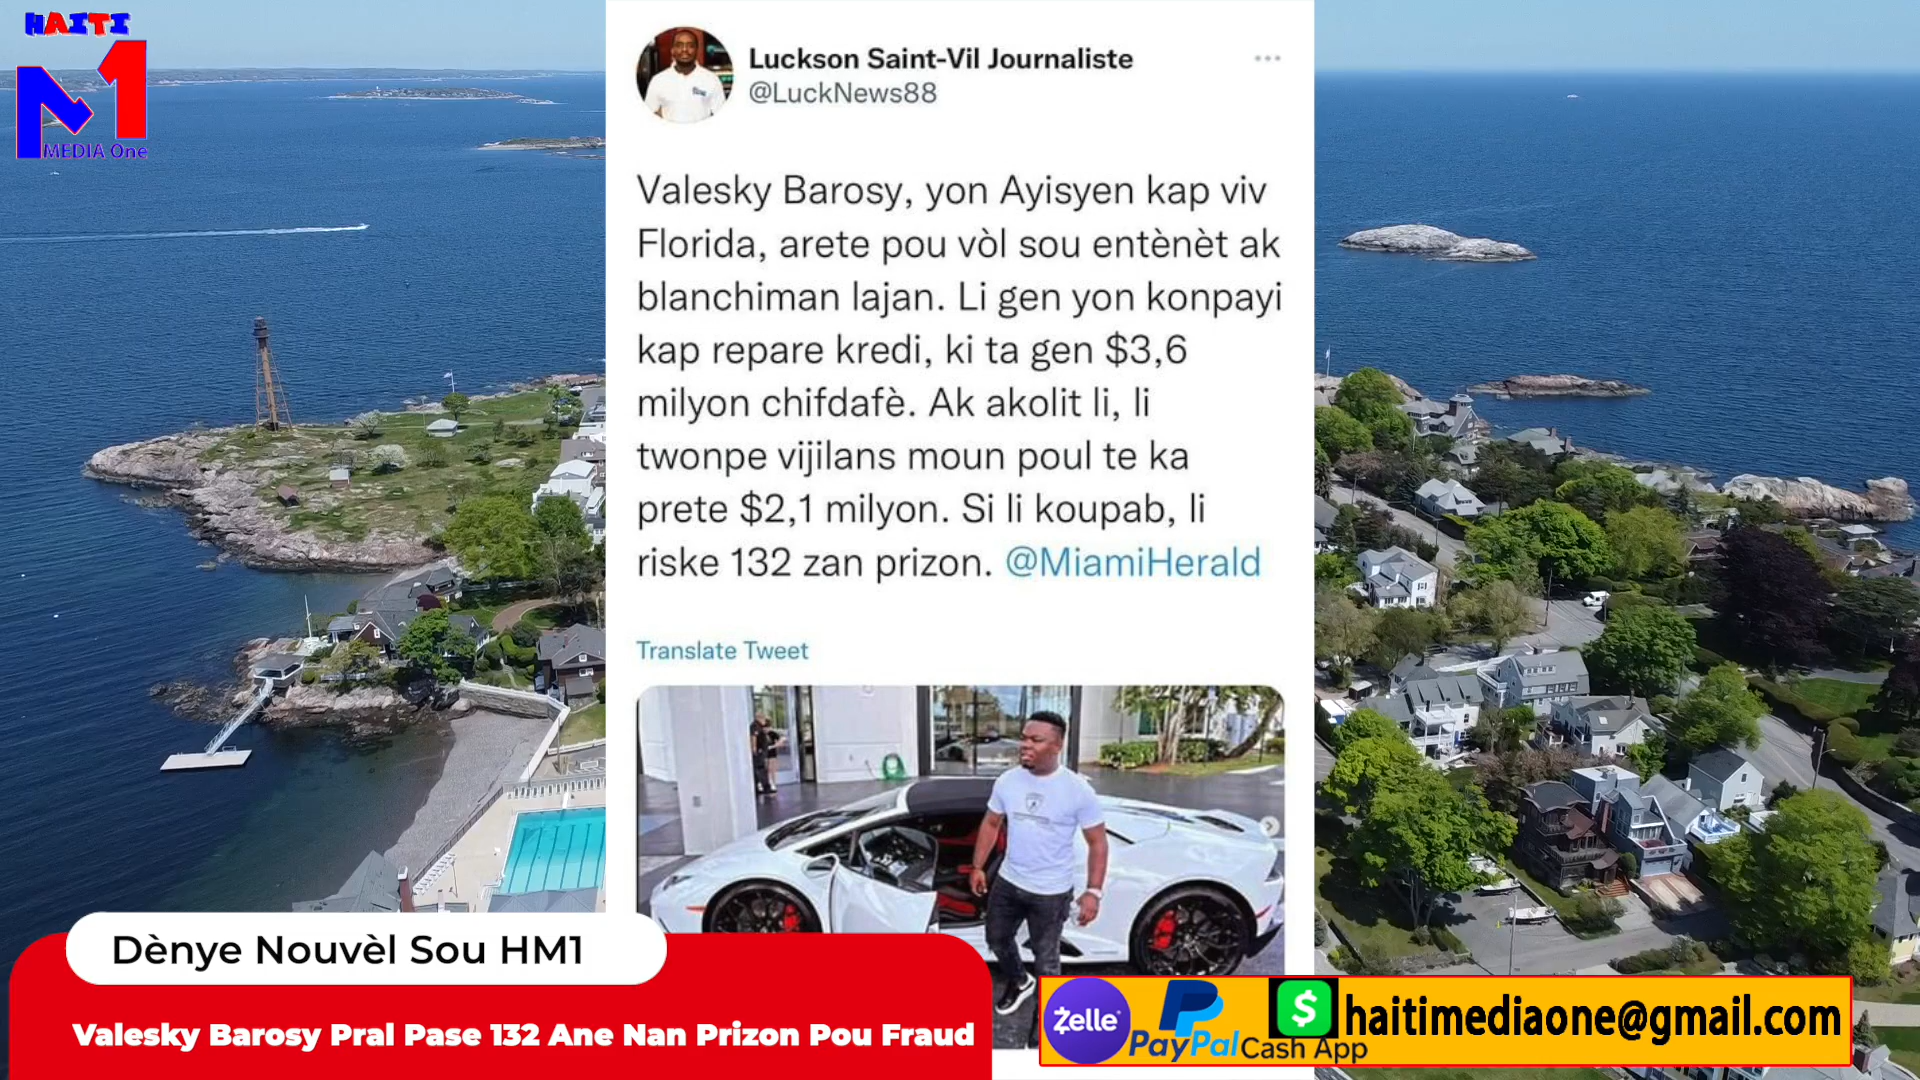 HAITI
M1
MEDIA One
Luckson Saint-Vil Journaliste
@LuckNews88
Valesky Barosy, yon Ayisyen kap viv
Florida, arete pou vòl sou entènèt ak
blanchiman lajan. Li gen yon konpayi
kap repare kredi, ki ta gen $3,6
milyon chifdafè. Ak akolit li, li
twonpe vijilans moun poul te ka
prete $2,1 milyon. Si li koupab, li
riske 132 zan prizon. @MiamiHerald
Translate Tweet
Dènye Nouvèl Sou HM1
Valesky Barosy Pral Pase 132 Ane Nan Prizon Pou Fraud
Zelle
PayPal
$
Cash App
haitimediaone@gmail.com